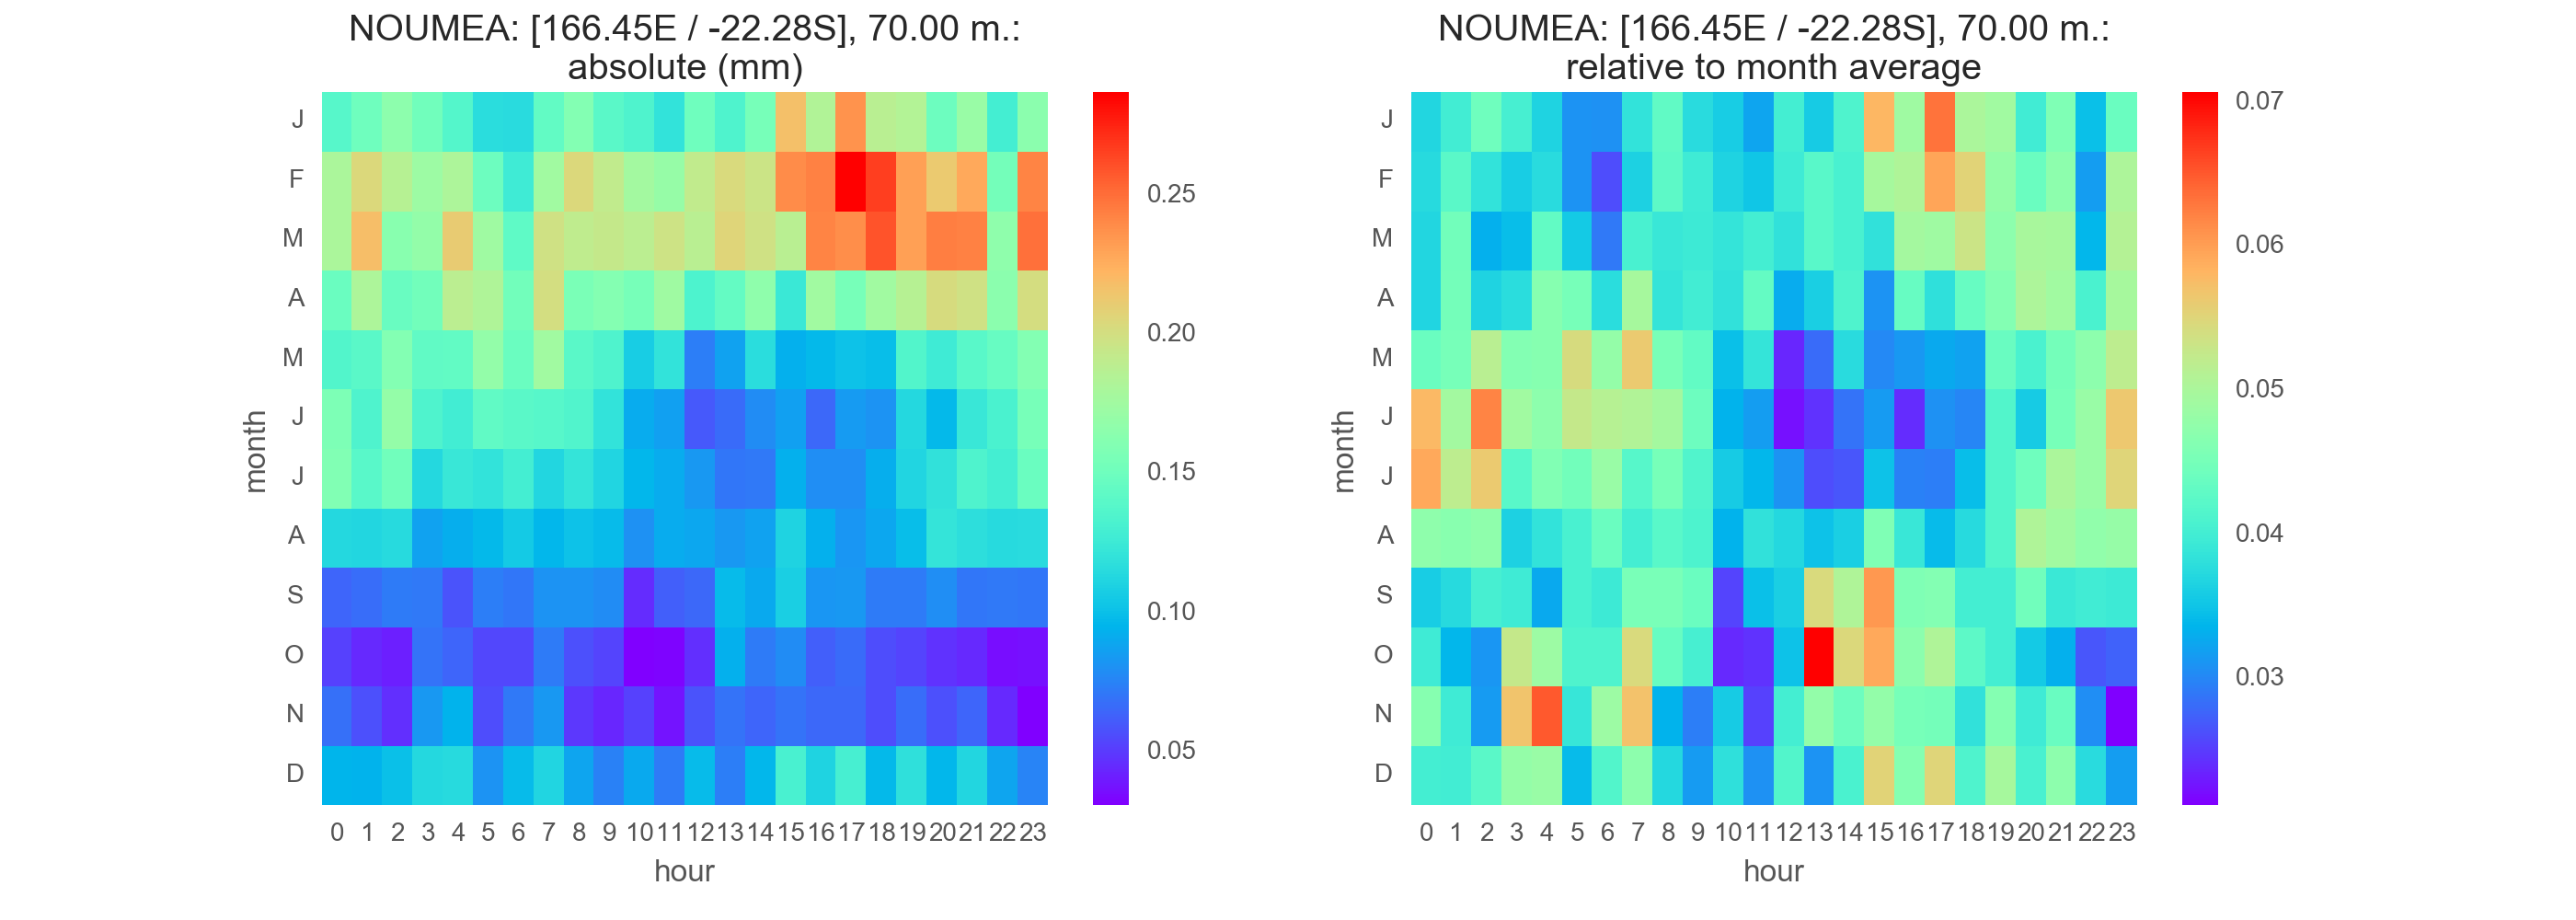 NOUMEA: [166.45E / -22.28S], 70.00 m.:
absolute (mm)
J
F
M
A
M
J
J
A
S
O
N
D
month
0 1 2 3 4 5 6 7 8 9 10 11 12 13 14 15 16 17 18 19 20 21 22 23
hour
0.25
0.20
0.15
0.10
0.05
NOUMEA: [166.45E / -22.28S], 70.00 m.:
relative to month average
J
F
M
A
M
J
J
A
S
O
N
D
month
0 1 2 3 4 5 6 7 8 9 10 11 12 13 14 15 16 17 18 19 20 21 22 23
hour
0.07
0.06
0.05
0.04
0.03